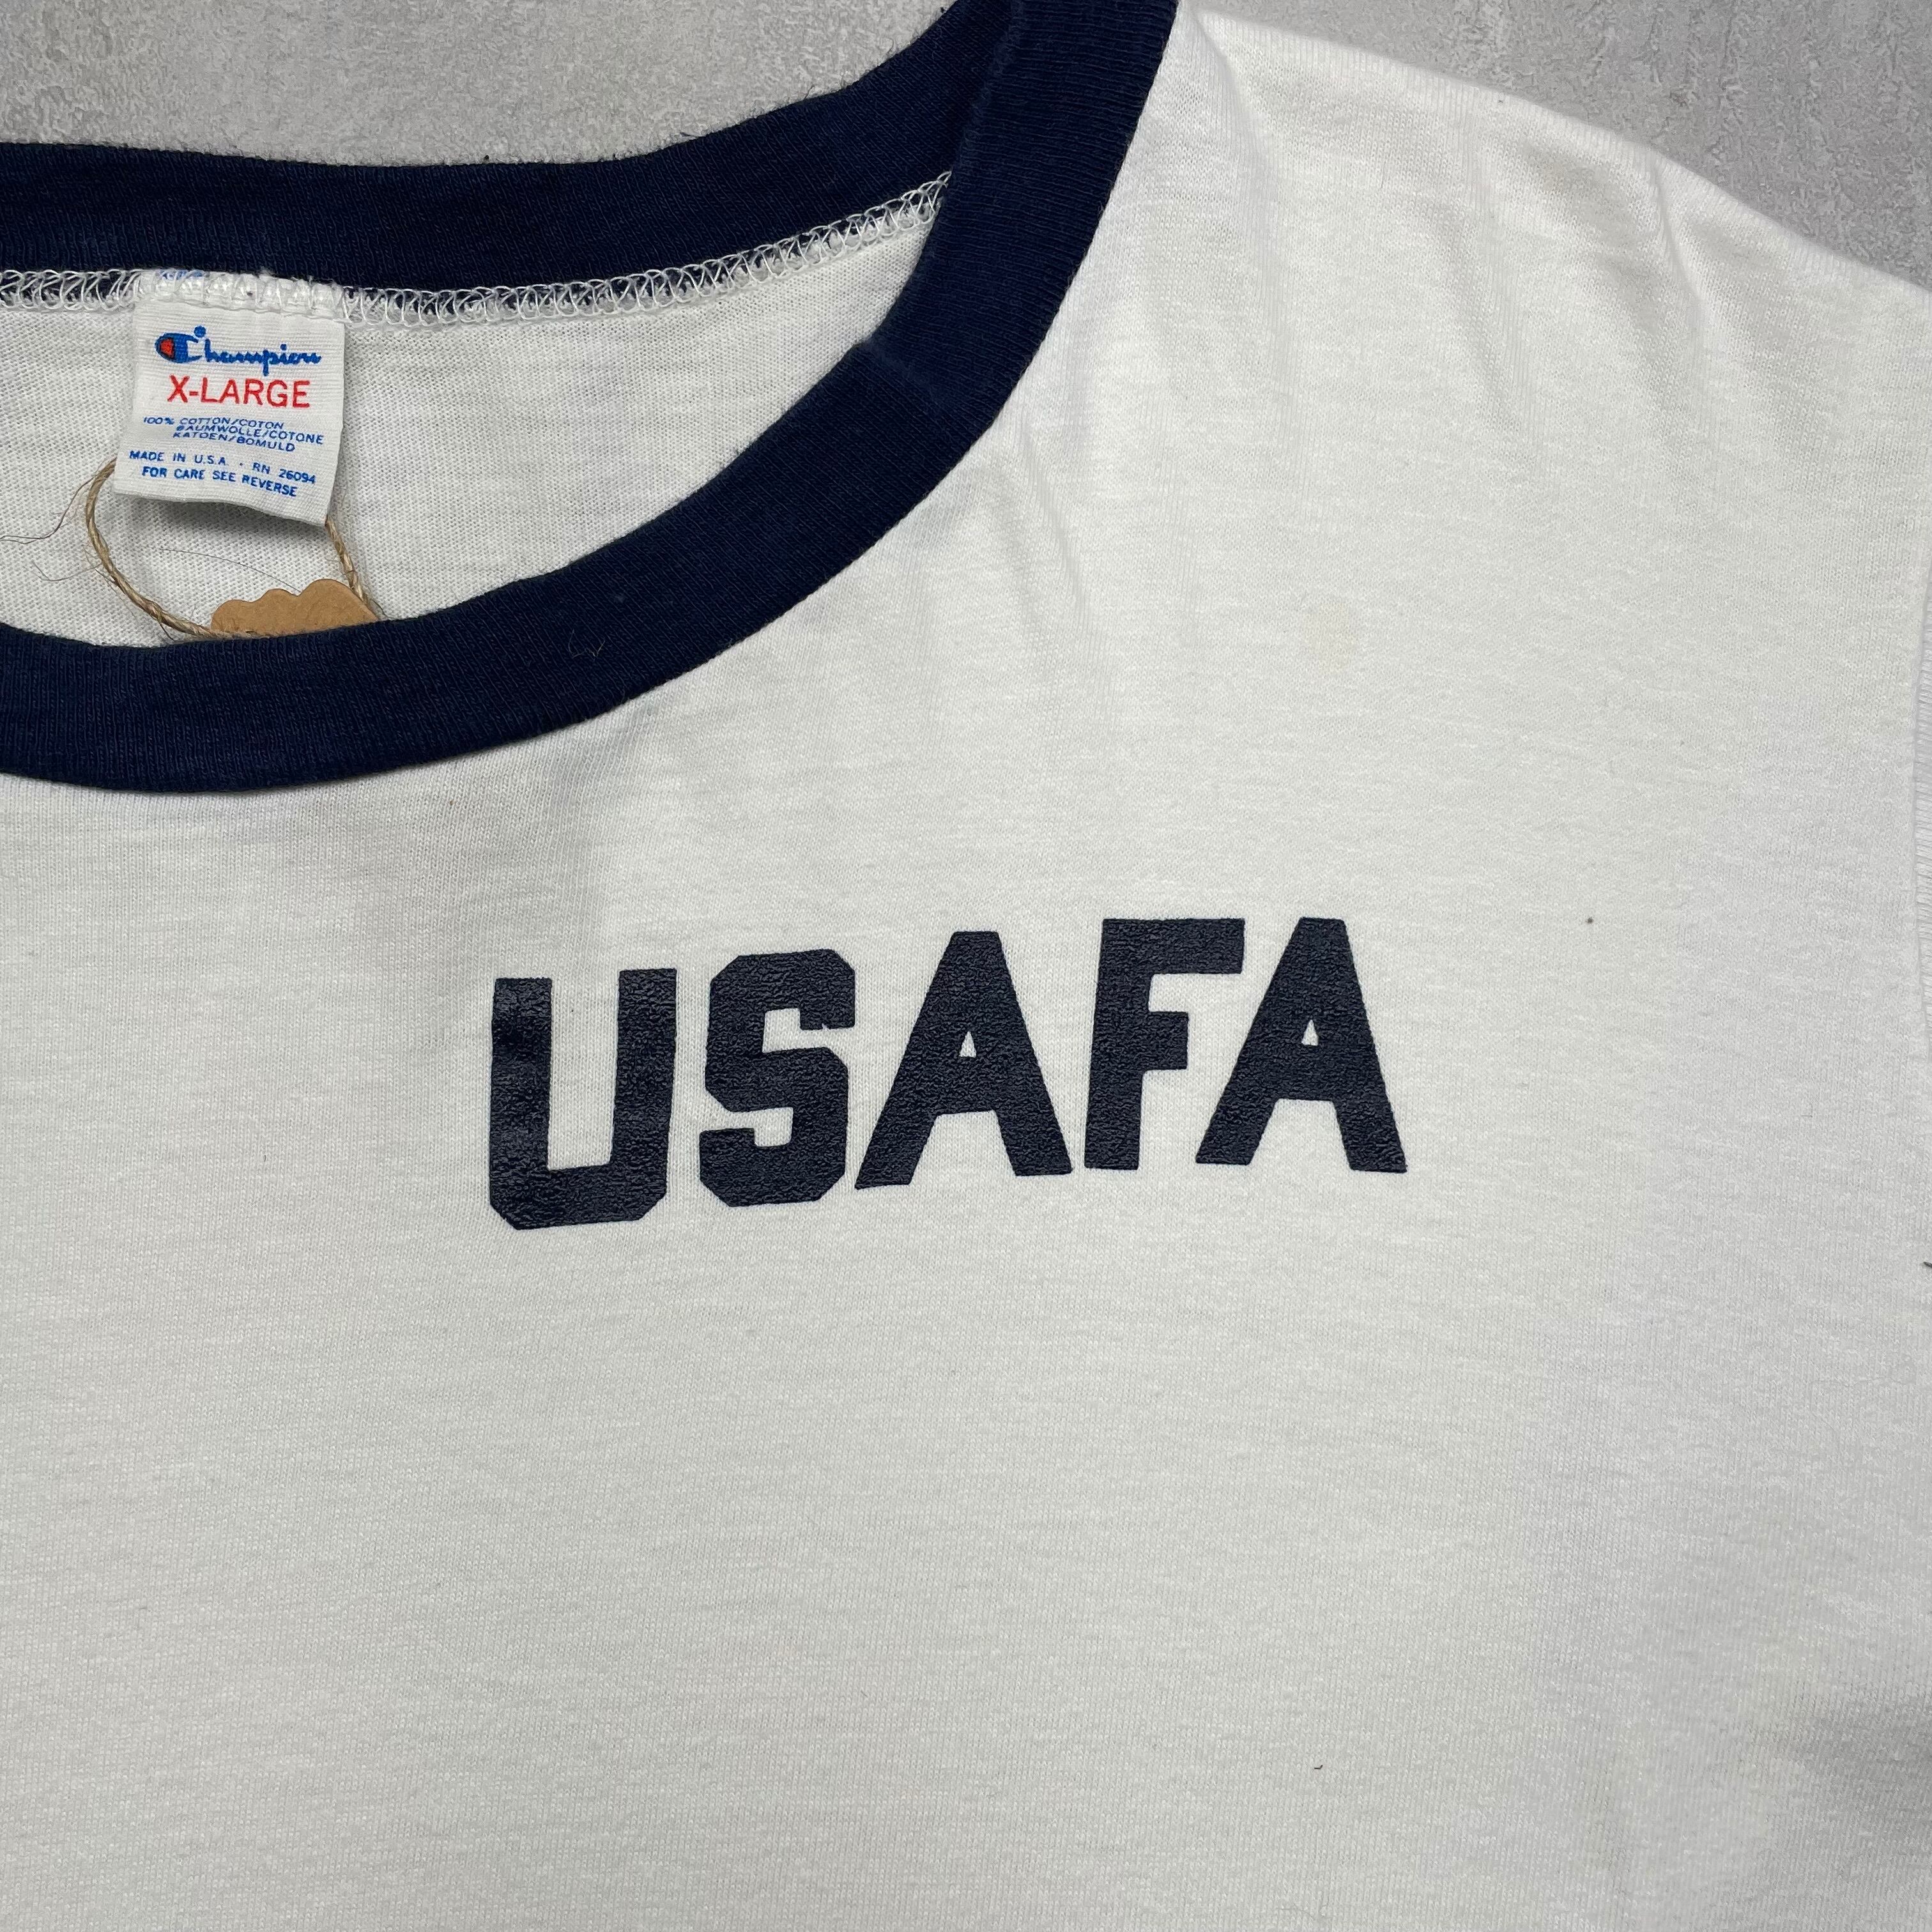 Champion
X-LARGE
100% COTTON/COTON
BAUMWOLLE/COTONE
KATOEN/BOMULD
MADE IN U.S.A. · RN 26094
FOR CARE SEE REVERSE
USAFA